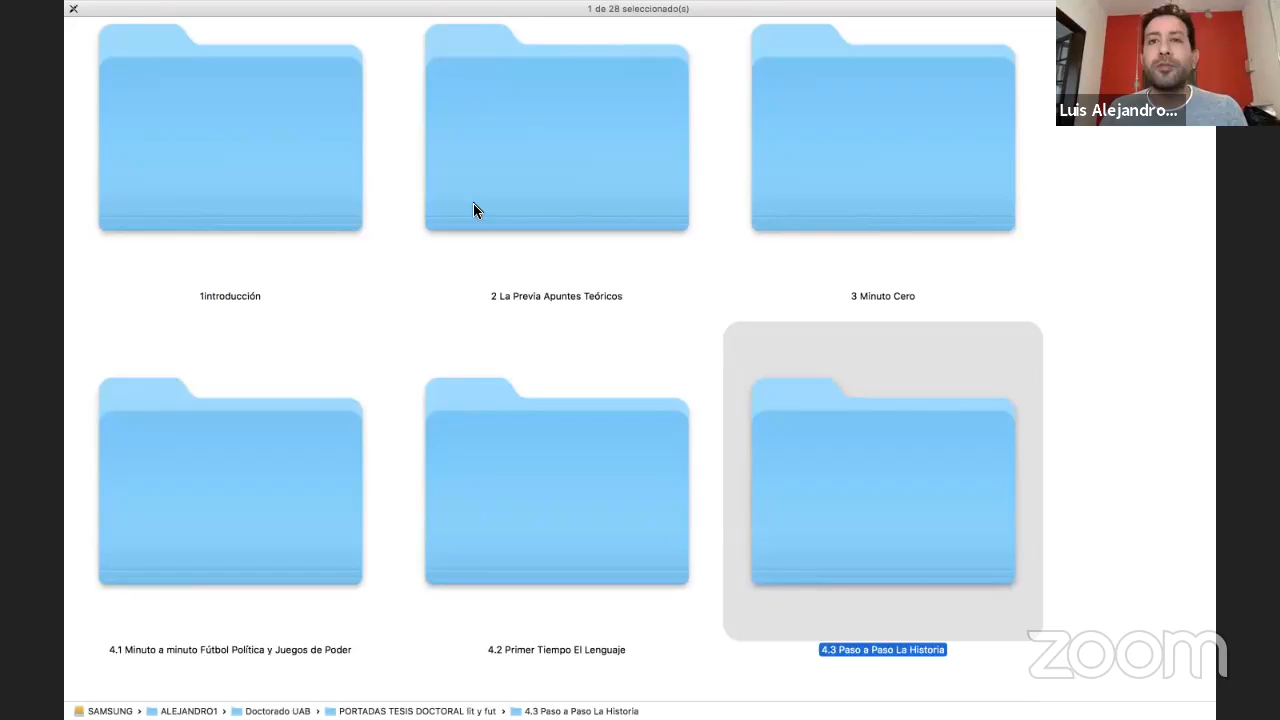 1 de 28 seleccionado(s)
Luis Alejandro...
1introducción
2 La Previa Apuntes Teóricos
3 Minuto Cero
4.1 Minuto a minuto Fútbol Política y Juegos de Poder
4.2 Primer Tiempo El Lenguaje
4.3 Paso a Paso La Historia
zoom
SAMSUNG › ALEJANDRO1 › Doctorado UAB › PORTADAS TESIS DOCTORAL lit y fut › 4.3 Paso a Paso La Historia